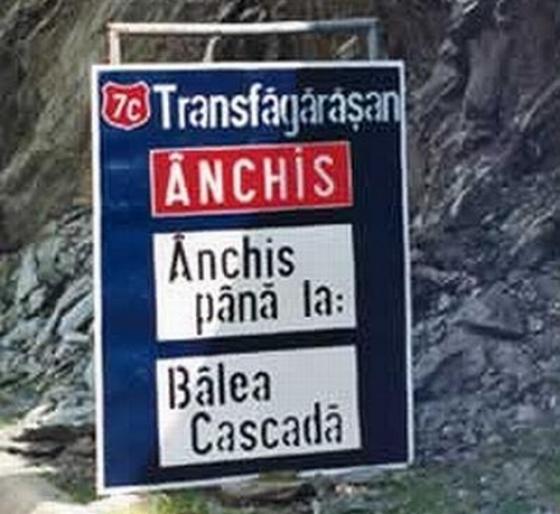 7C Transfăgărășan
ÂNCHIS
Ânchis
până la:
Bâlea
Cascadă